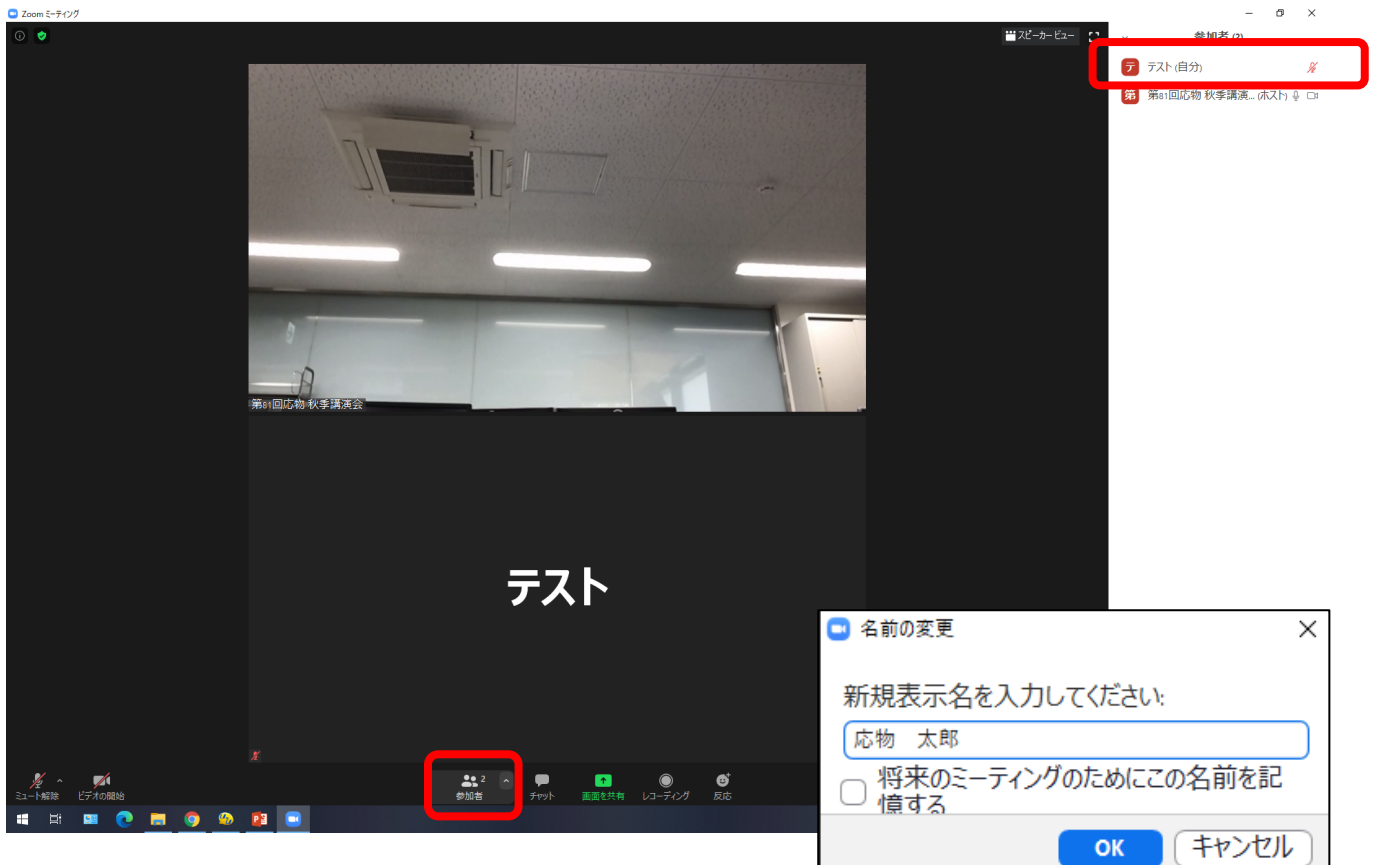 Zoom ミーティング
スピーカー ビュー
参加者 (2)
テ テスト (自分)
第 第81回応物 秋季講演... (ホスト)
第81回応物 秋季講演会
テスト
名前の変更
新規表示名を入力してください:
応物　太郎
将来のミーティングのためにこの名前を記
憶する
OK キャンセル
ミュート解除 ビデオの開始 参加者 2 チャット 画面を共有 レコーディング 反応